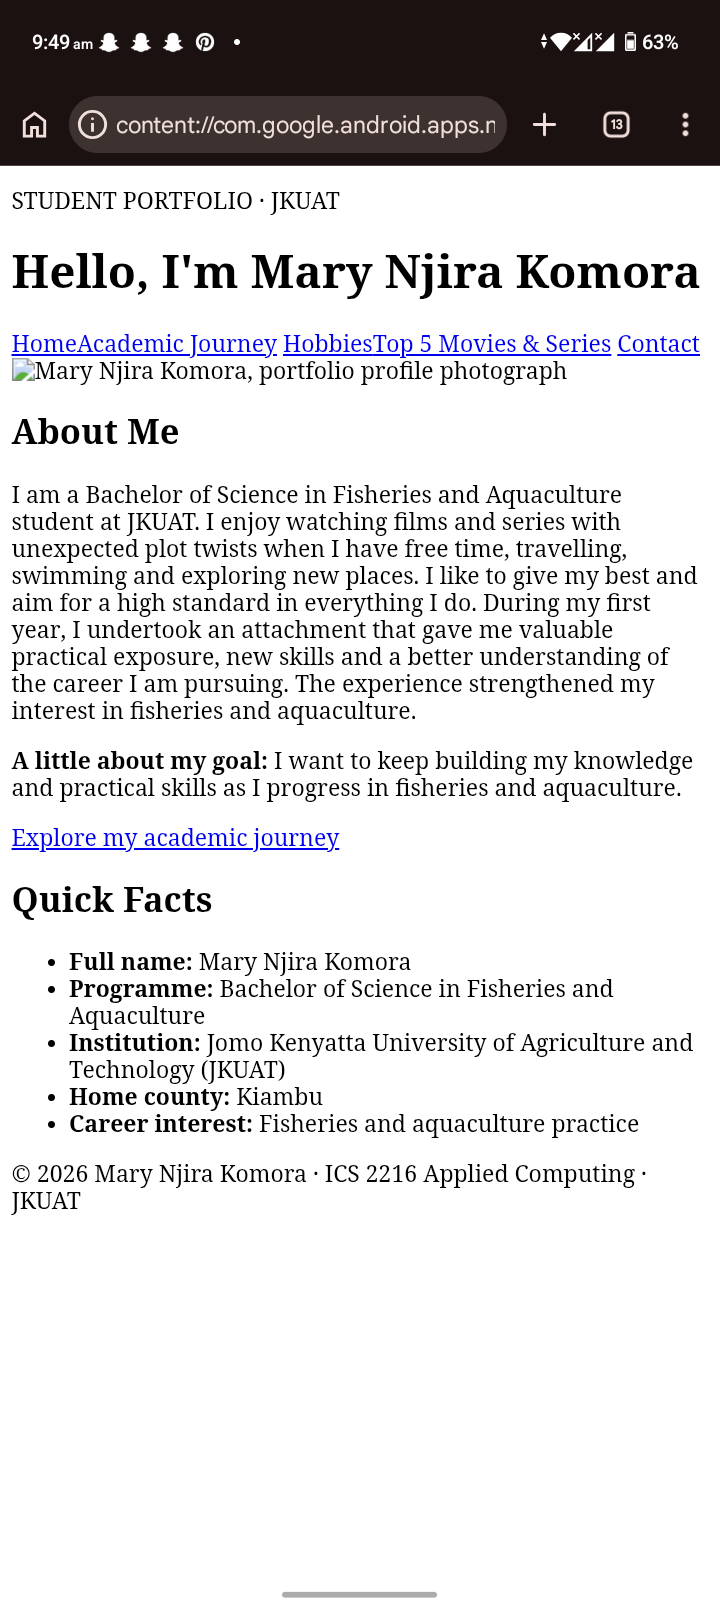 9:49 am
63%
content://com.google.android.apps.n
13
STUDENT PORTFOLIO · JKUAT
Hello, I'm Mary Njira Komora
HomeAcademic Journey HobbiesTop 5 Movies & Series Contact
Mary Njira Komora, portfolio profile photograph
About Me
I am a Bachelor of Science in Fisheries and Aquaculture
student at JKUAT. I enjoy watching films and series with
unexpected plot twists when I have free time, travelling,
swimming and exploring new places. I like to give my best and
aim for a high standard in everything I do. During my first
year, I undertook an attachment that gave me valuable
practical exposure, new skills and a better understanding of
the career I am pursuing. The experience strengthened my
interest in fisheries and aquaculture.
A little about my goal: I want to keep building my knowledge
and practical skills as I progress in fisheries and aquaculture.
Explore my academic journey
Quick Facts
• Full name: Mary Njira Komora
• Programme: Bachelor of Science in Fisheries and
Aquaculture
• Institution: Jomo Kenyatta University of Agriculture and
Technology (JKUAT)
• Home county: Kiambu
• Career interest: Fisheries and aquaculture practice
© 2026 Mary Njira Komora · ICS 2216 Applied Computing ·
JKUAT